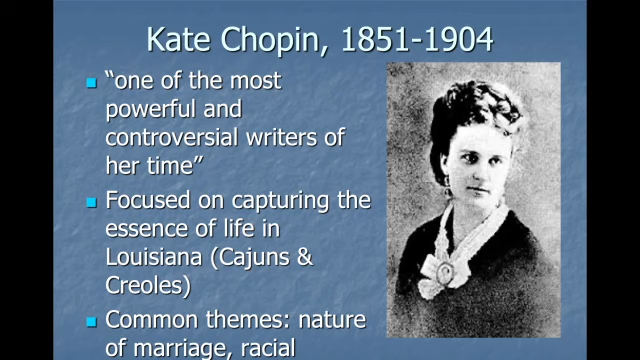 Kate Chopin, 1851-1904
“one of the most
powerful and
controversial writers of
her time”
Focused on capturing the
essence of life in
Louisiana (Cajuns &
Creoles)
Common themes: nature
of marriage, racial